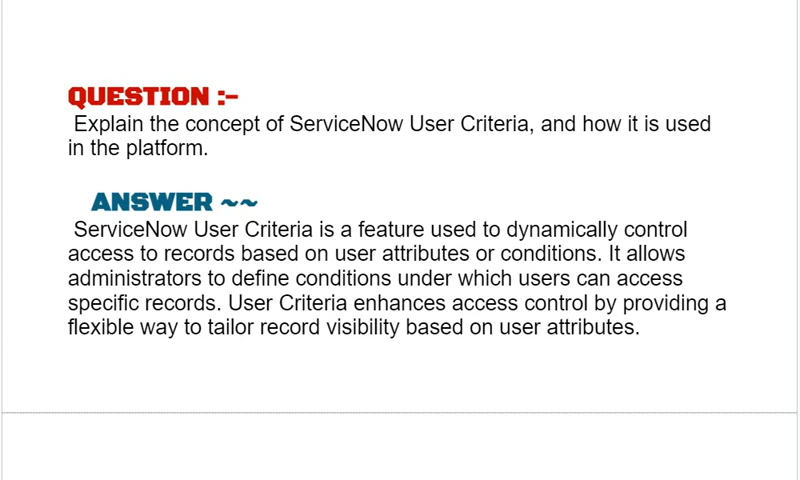 QUESTION :-
Explain the concept of ServiceNow User Criteria, and how it is used
in the platform.
ANSWER ~~
ServiceNow User Criteria is a feature used to dynamically control
access to records based on user attributes or conditions. It allows
administrators to define conditions under which users can access
specific records. User Criteria enhances access control by providing a
flexible way to tailor record visibility based on user attributes.